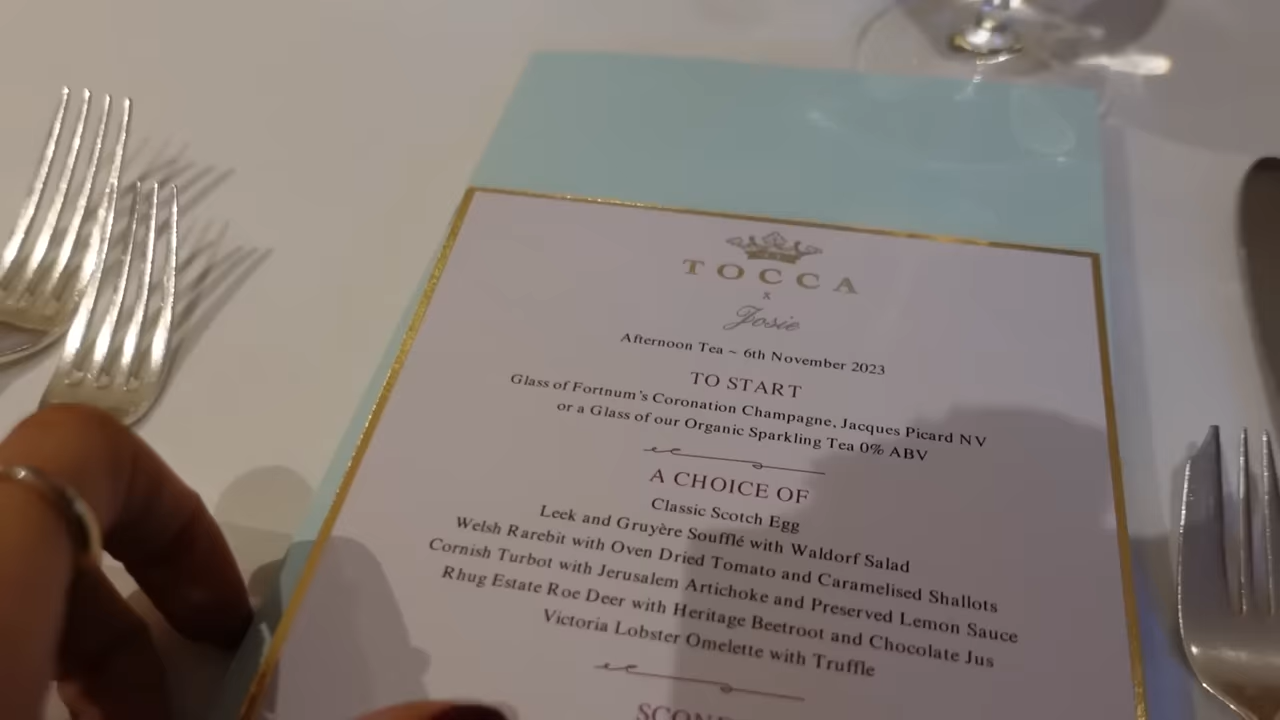 TOCCA
x
Josie
Afternoon Tea ~ 6th November 2023
TO START
Glass of Fortnum's Coronation Champagne, Jacques Picard NV
or a Glass of our Organic Sparkling Tea 0% ABV
A CHOICE OF
Classic Scotch Egg
Leek and Gruyère Soufflé with Waldorf Salad
Welsh Rarebit with Oven Dried Tomato and Caramelised Shallots
Cornish Turbot with Jerusalem Artichoke and Preserved Lemon Sauce
Rhug Estate Roe Deer with Heritage Beetroot and Chocolate Jus
Victoria Lobster Omelette with Truffle